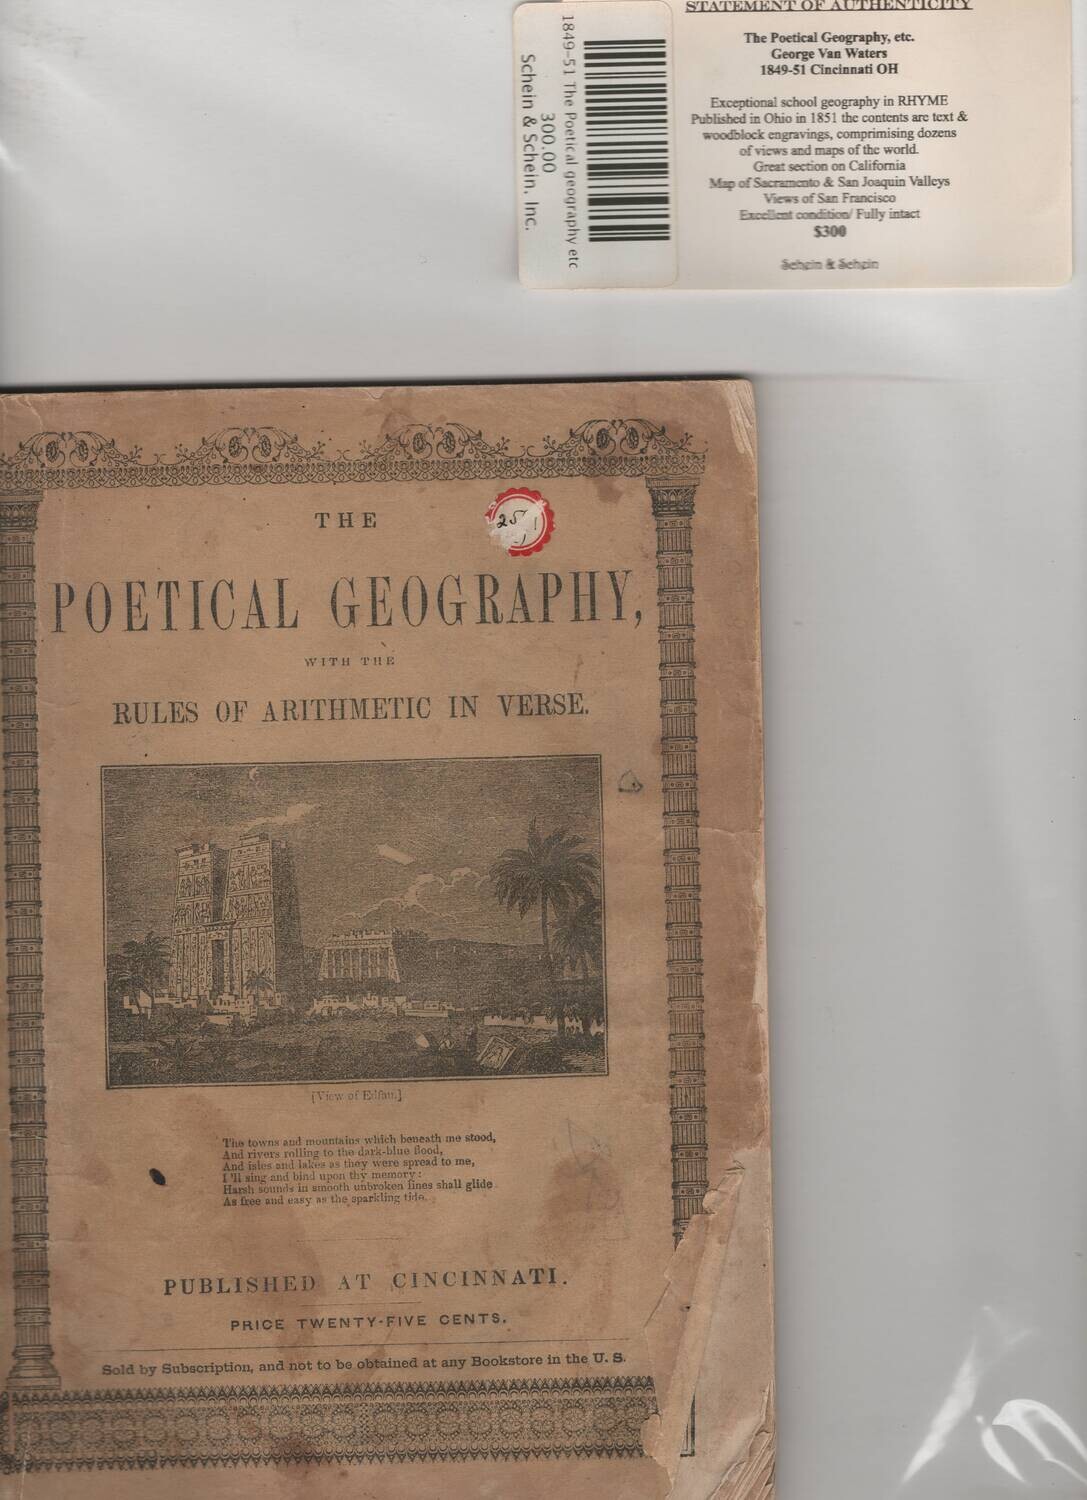 STATEMENT OF AUTHENTICITY
The Poetical Geography, etc.
George Van Waters
1849-51 Cincinnati OH
Exceptional school geography in RHYME
Published in Ohio in 1851 the contents are text &
woodblock engravings, comprimising dozens
of views and maps of the world.
Great section on California
Map of Sacramento & San Joaquin Valleys
Views of San Francisco
Excellent condition/ Fully intact
$300
Schein & Schein
1849-51 The Poetical geography etc
300.00
Schein & Schein, Inc.
THE
25
POETICAL GEOGRAPHY,
WITH THE
RULES OF ARITHMETIC IN VERSE.
[View of Edfau.]
The towns and mountains which beneath me stood,
And rivers rolling to the dark-blue flood,
And isles and lakes as they were spread to me,
I'll sing and bind upon thy memory:
Harsh sounds in smooth unbroken lines shall glide
As free and easy as the sparkling tide.
PUBLISHED AT CINCINNATI.
PRICE TWENTY-FIVE CENTS.
Sold by Subscription, and not to be obtained at any Bookstore in the U. S.